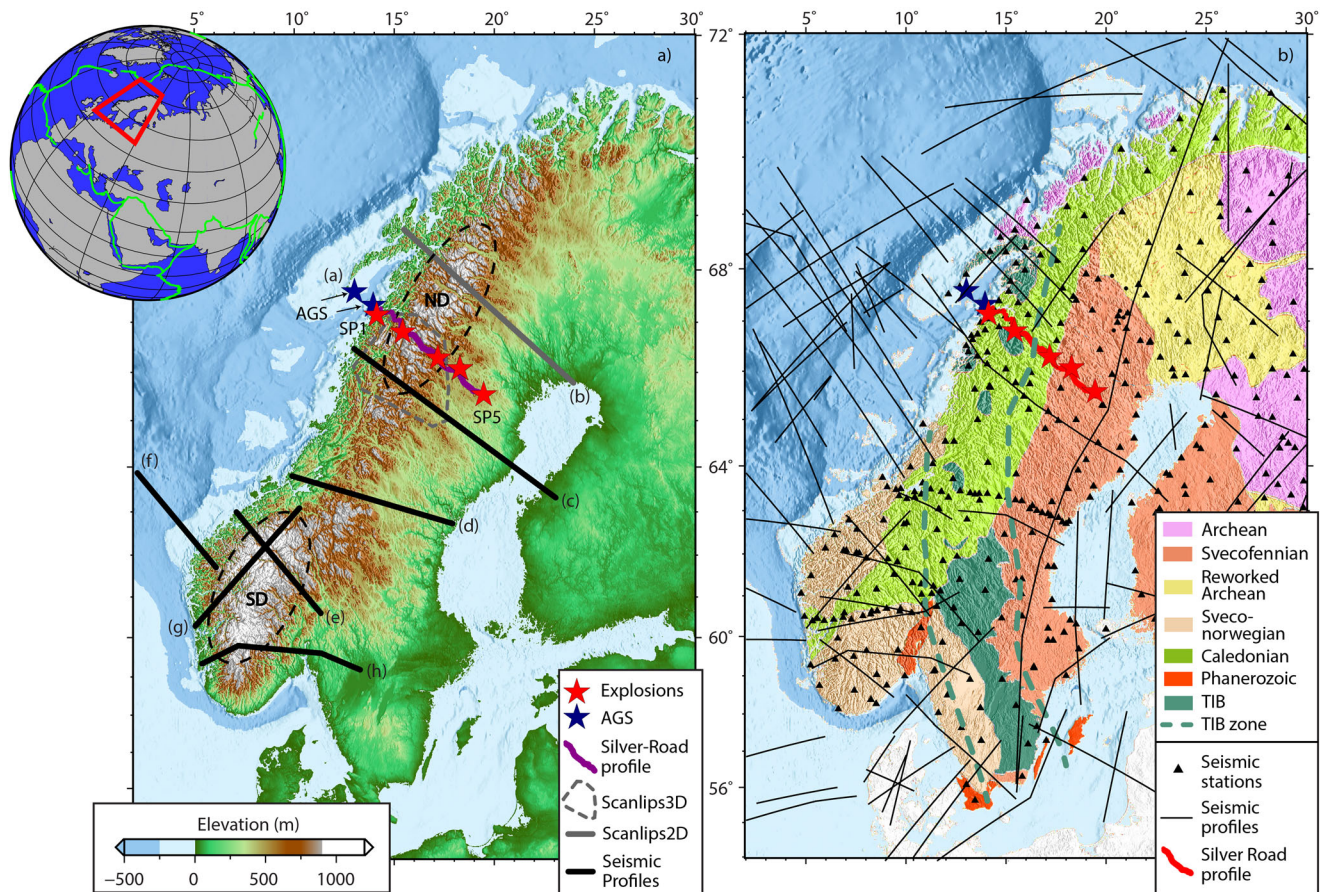 5° 10° 15° 20° 25° 30°
a)
72°
68°
64°
60°
56°
(a)
AGS
SP1
ND
SP5
(b)
(c)
(d)
(e)
(f)
(g)
SD
(h)
Elevation (m)
−500 0 500 1000
Explosions
AGS
Silver-Road
profile
Scanlips3D
Scanlips2D
Seismic
Profiles
5° 10° 15° 20° 25° 30°
b)
Archean
Svecofennian
Reworked
Archean
Sveco-
norwegian
Caledonian
Phanerozoic
TIB
TIB zone
Seismic
stations
Seismic
profiles
Silver Road
profile